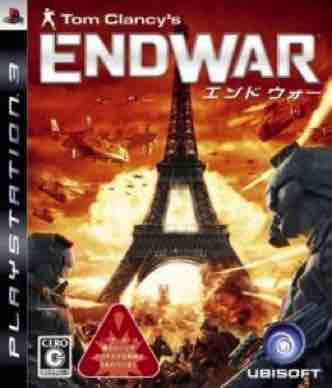 Tom Clancy's
ENDWAR
エンド ウォー
PLAYSTATION 3
CERO
C
UBISOFT